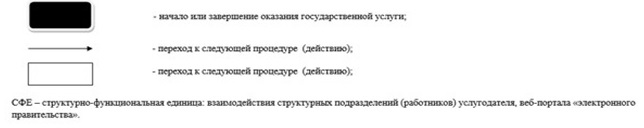 - начало или завершение оказания государственной услуги;
- переход к следующей процедуре (действию);
- переход к следующей процедуре (действию);
СФЕ – структурно-функциональная единица: взаимодействия структурных подразделений (работников) услугодателя, веб-портала «электронного
правительства».